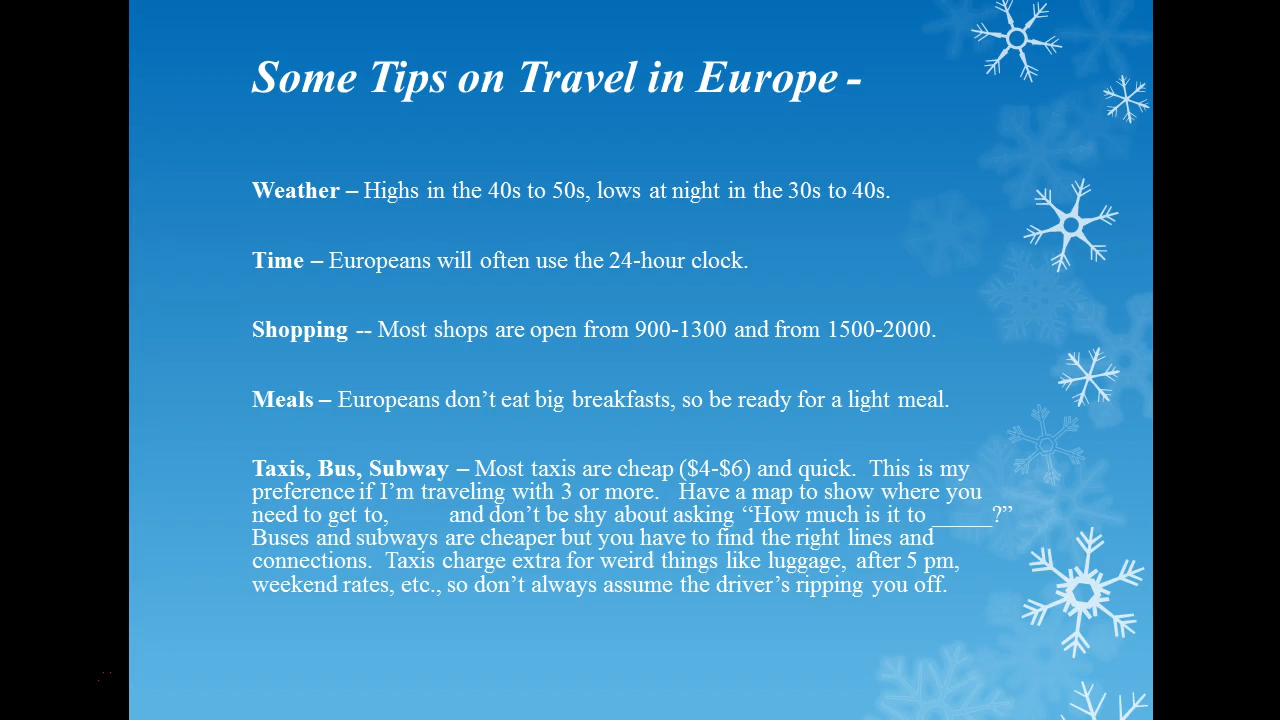 Some Tips on Travel in Europe -
Weather – Highs in the 40s to 50s, lows at night in the 30s to 40s.
Time – Europeans will often use the 24-hour clock.
Shopping -- Most shops are open from 900-1300 and from 1500-2000.
Meals – Europeans don’t eat big breakfasts, so be ready for a light meal.
Taxis, Bus, Subway – Most taxis are cheap ($4-$6) and quick.  This is my
preference if I’m traveling with 3 or more.   Have a map to show where you
need to get to,          and don’t be shy about asking “How much is it to _____?”
Buses and subways are cheaper but you have to find the right lines and
connections.  Taxis charge extra for weird things like luggage, after 5 pm,
weekend rates, etc., so don’t always assume the driver’s ripping you off.